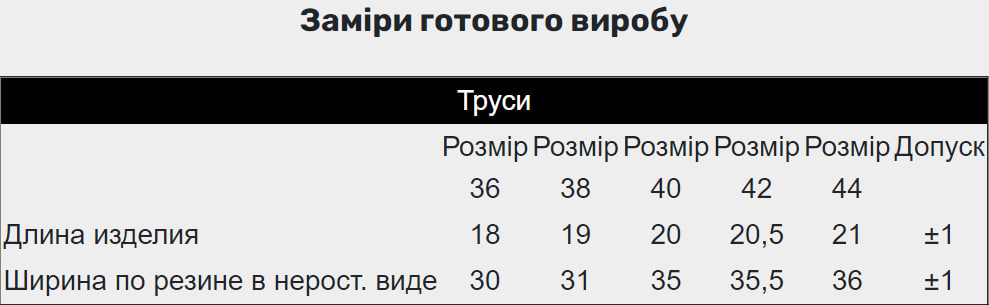 Заміри готового виробу
Труси
Розмір Розмір Розмір Розмір Розмір Допуск
36 38 40 42 44
Длина изделия 18 19 20 20,5 21 ±1
Ширина по резине в нерост. виде 30 31 35 35,5 36 ±1